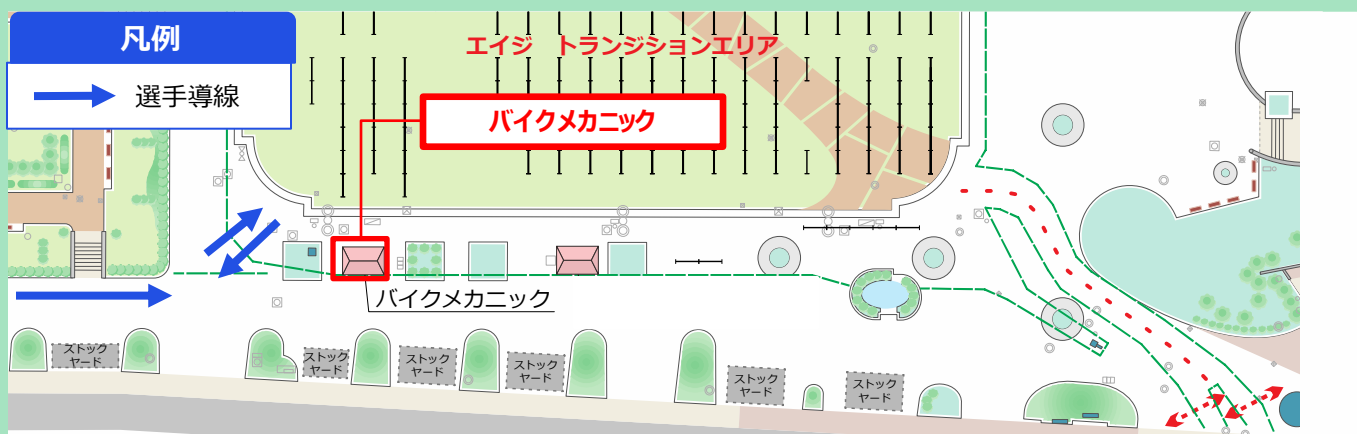 凡例
選手導線
エイジ トランジションエリア
バイクメカニック
バイクメカニック
ストック
ヤード
ストック
ヤード
ストック
ヤード
ストック
ヤード
ストック
ヤード
ストック
ヤード